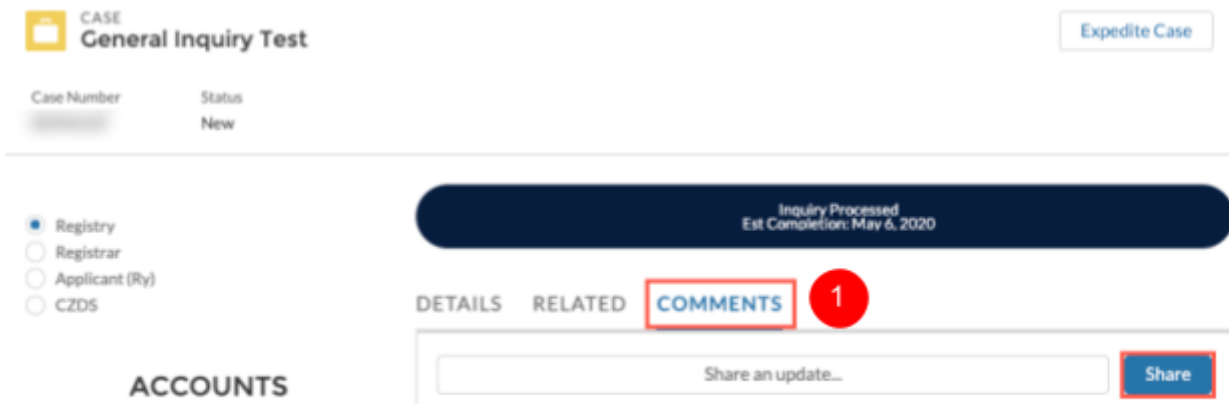 CASE
General Inquiry Test
Expedite Case
Case Number
Status
New
Registry
Registrar
Applicant (Ry)
CZDS
ACCOUNTS
Inquiry Processed
Est Completion: May 6, 2020
DETAILS RELATED COMMENTS 1
Share an update...
Share